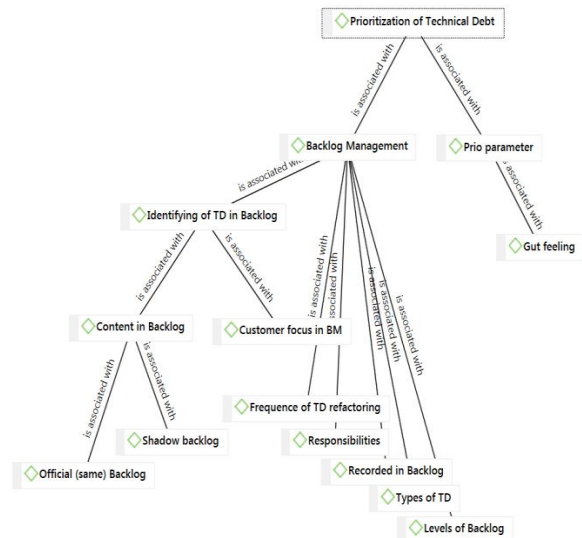 Prioritization of Technical Debt
is associated with
is associated with
Backlog Management
Prio parameter
is associated with
is associated with
Identifying of TD in Backlog
Gut feeling
is associated with
is associated with
is associated with
is associated with
is associated with
is associated with
is associated with
Content in Backlog
Customer focus in BM
is associated with
is associated with
Frequence of TD refactoring
Shadow backlog
Responsibilities
Official (same) Backlog
Recorded in Backlog
Types of TD
Levels of Backlog